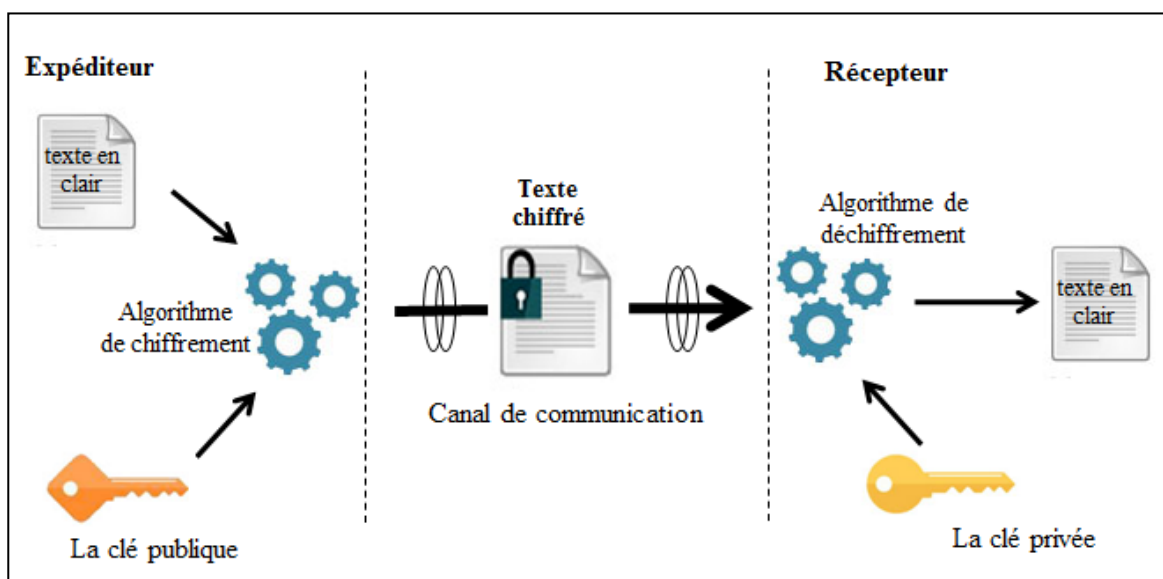 Expéditeur
texte en
clair
Algorithme
de chiffrement
La clé publique
Texte
chiffré
Canal de communication
Récepteur
Algorithme de
déchiffrement
texte en
clair
La clé privée